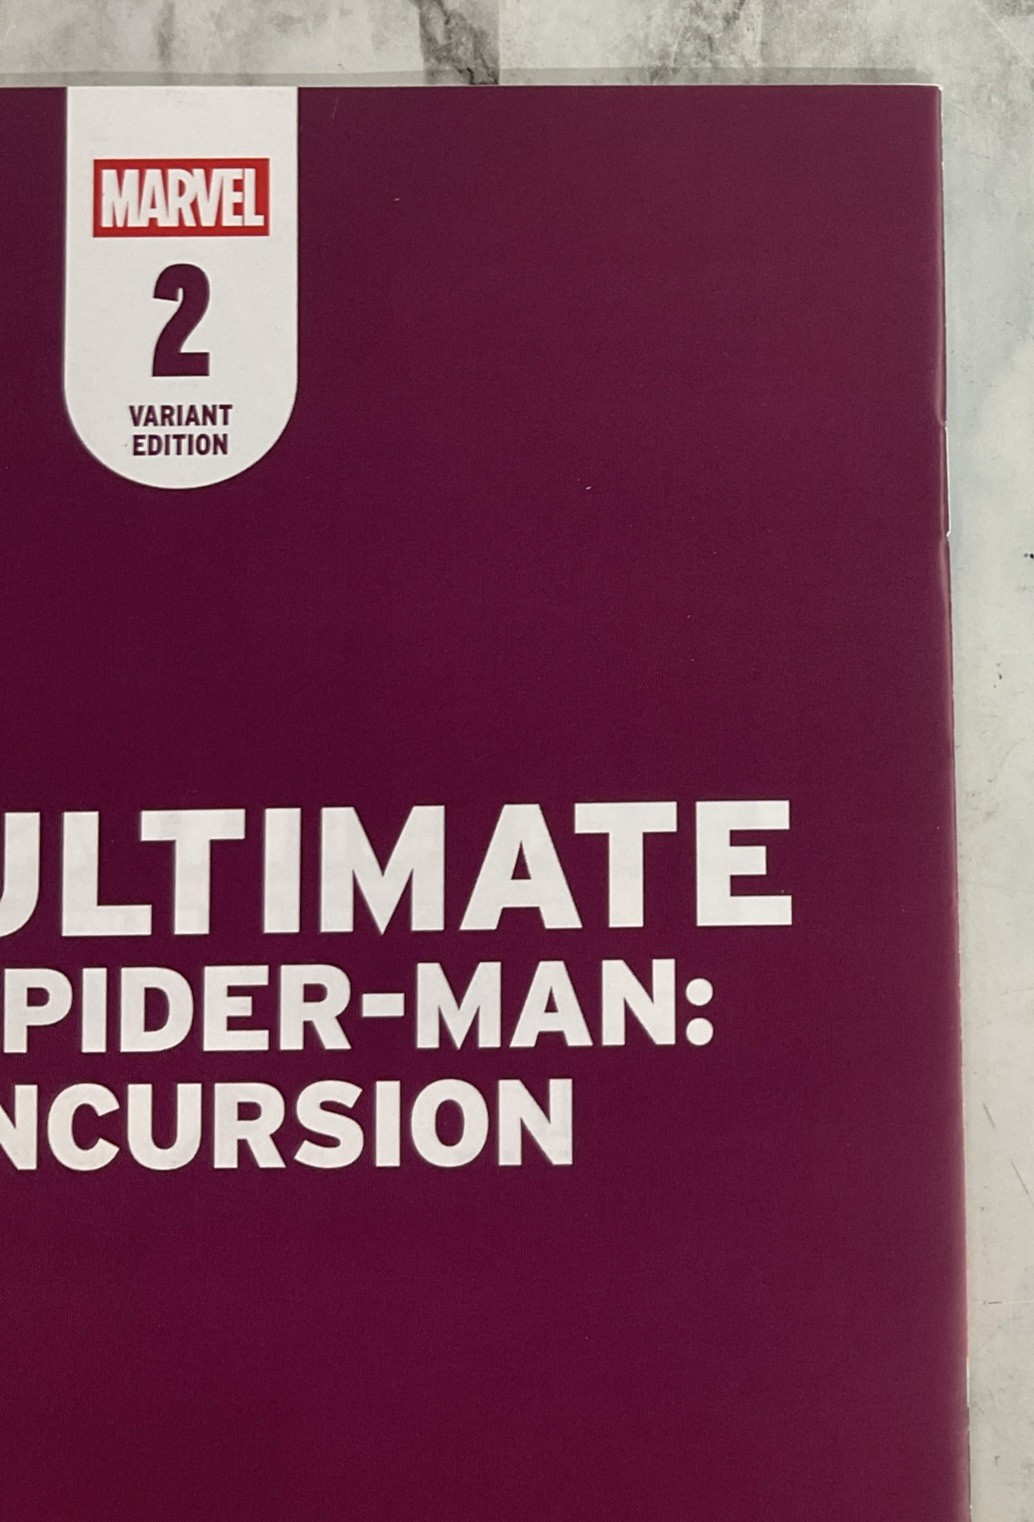 MARVEL
2
VARIANT
EDITION
ULTIMATE
PIDER-MAN:
NCURSION